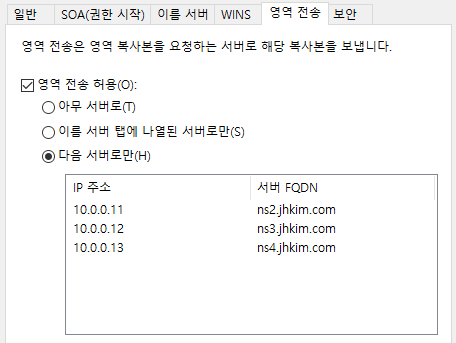 일반 SOA(권한 시작) 이름 서버 WINS 영역 전송 보안
영역 전송은 영역 복사본을 요청하는 서버로 해당 복사본을 보냅니다.
영역 전송 허용(O):
아무 서버로(T)
이름 서버 탭에 나열된 서버로만(S)
다음 서버로만(H)
IP 주소 서버 FQDN
10.0.0.11 ns2.jhkim.com
10.0.0.12 ns3.jhkim.com
10.0.0.13 ns4.jhkim.com